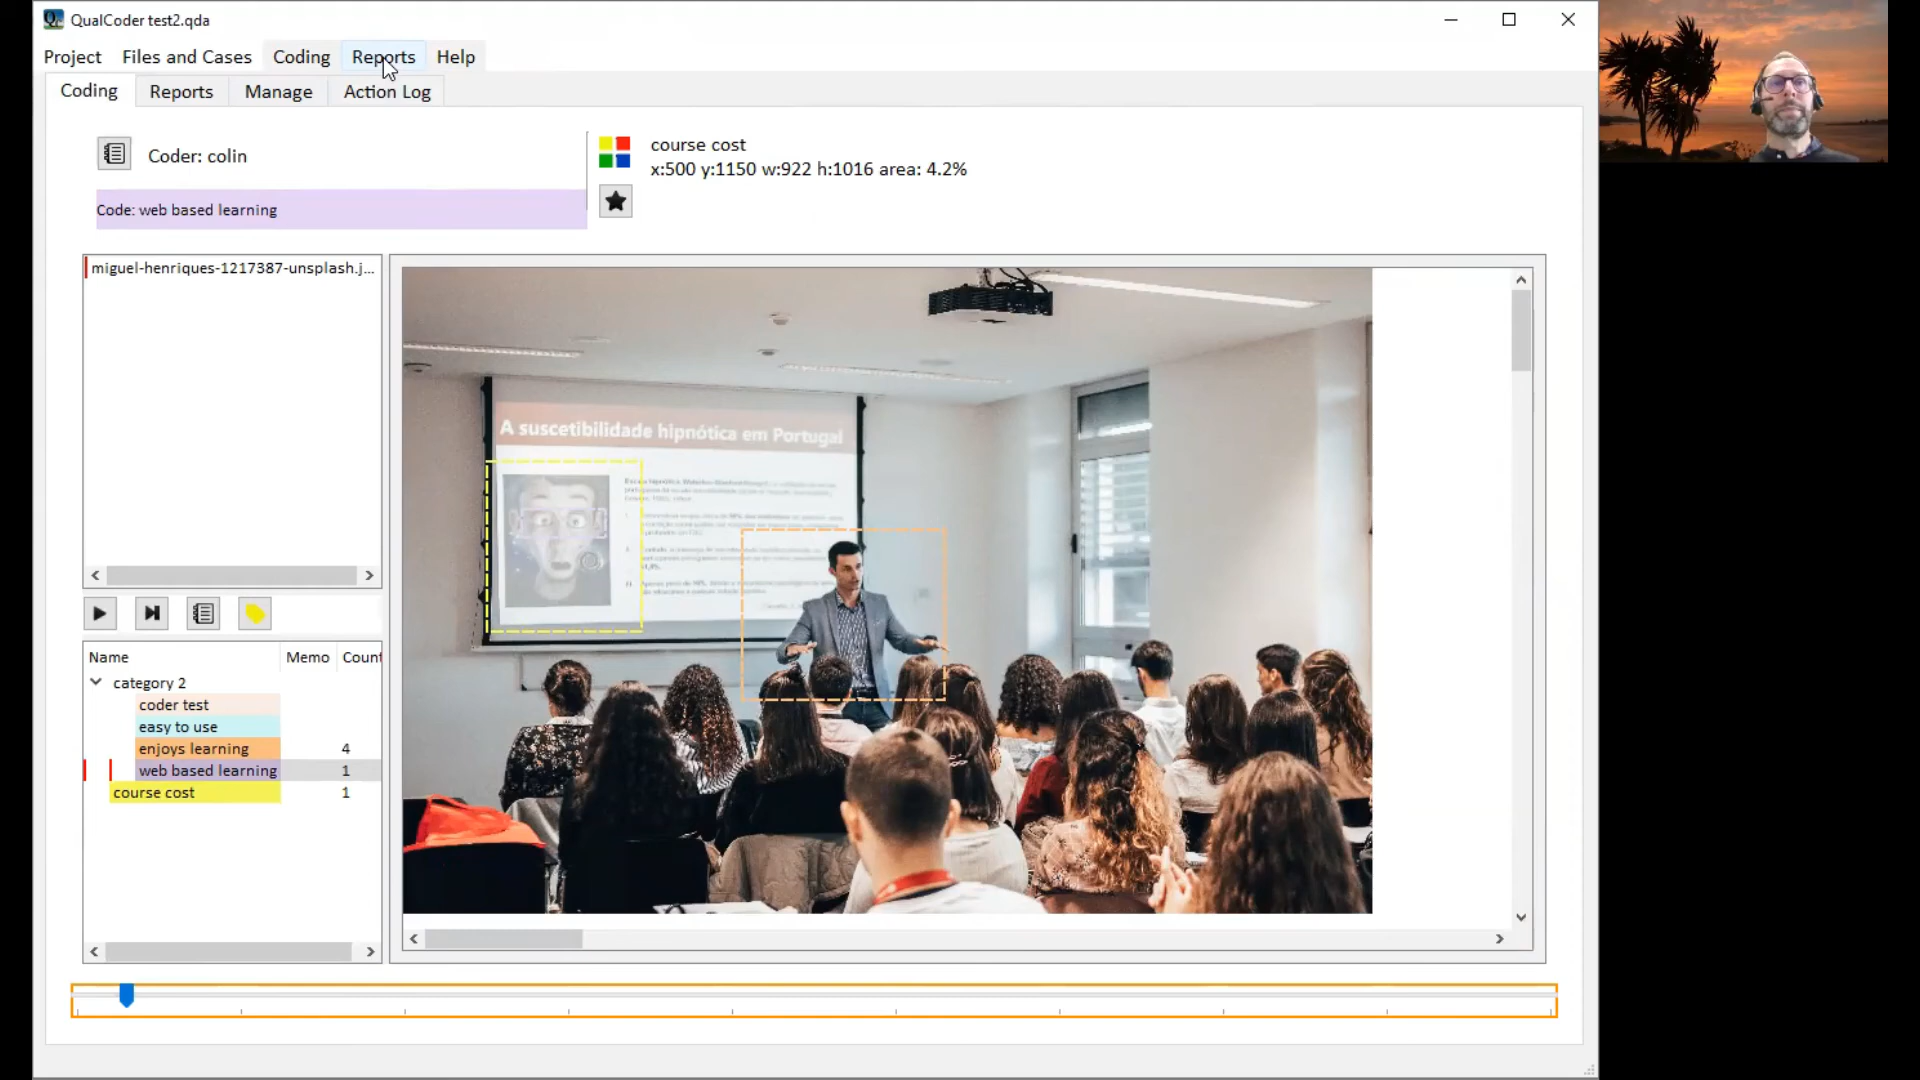 QualCoder test2.qda
Project Files and Cases Coding Reports Help
Coding Reports Manage Action Log
Coder: colin
Code: web based learning
course cost
x:500 y:1150 w:922 h:1016 area: 4.2%
miguel-henriques-1217387-unsplash.j...
A suscetibilidade hipnótica em Portugal
Name Memo Count
category 2
coder test
easy to use
enjoys learning 4
web based learning 1
course cost 1